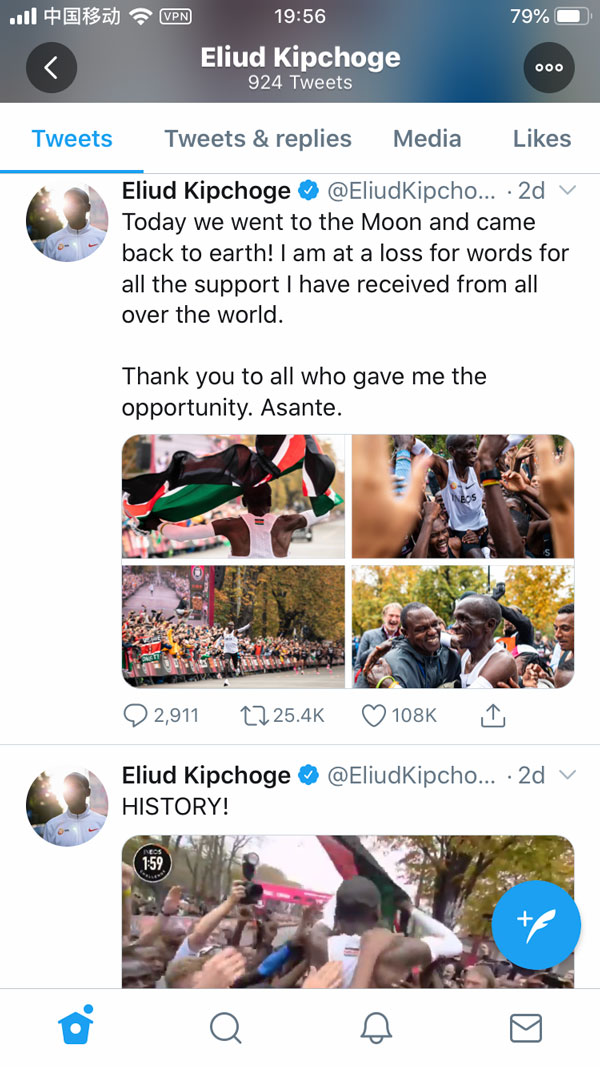 中国移动 VPN 19:56 79%
Eliud Kipchoge
924 Tweets
Tweets Tweets & replies Media Likes
Eliud Kipchoge @EliudKipcho... · 2d
Today we went to the Moon and came
back to earth! I am at a loss for words for
all the support I have received from all
over the world.
Thank you to all who gave me the
opportunity. Asante.
INEOS
2,911 25.4K 108K
Eliud Kipchoge @EliudKipcho... · 2d
HISTORY!
INEOS
1:59
CHALLENGE